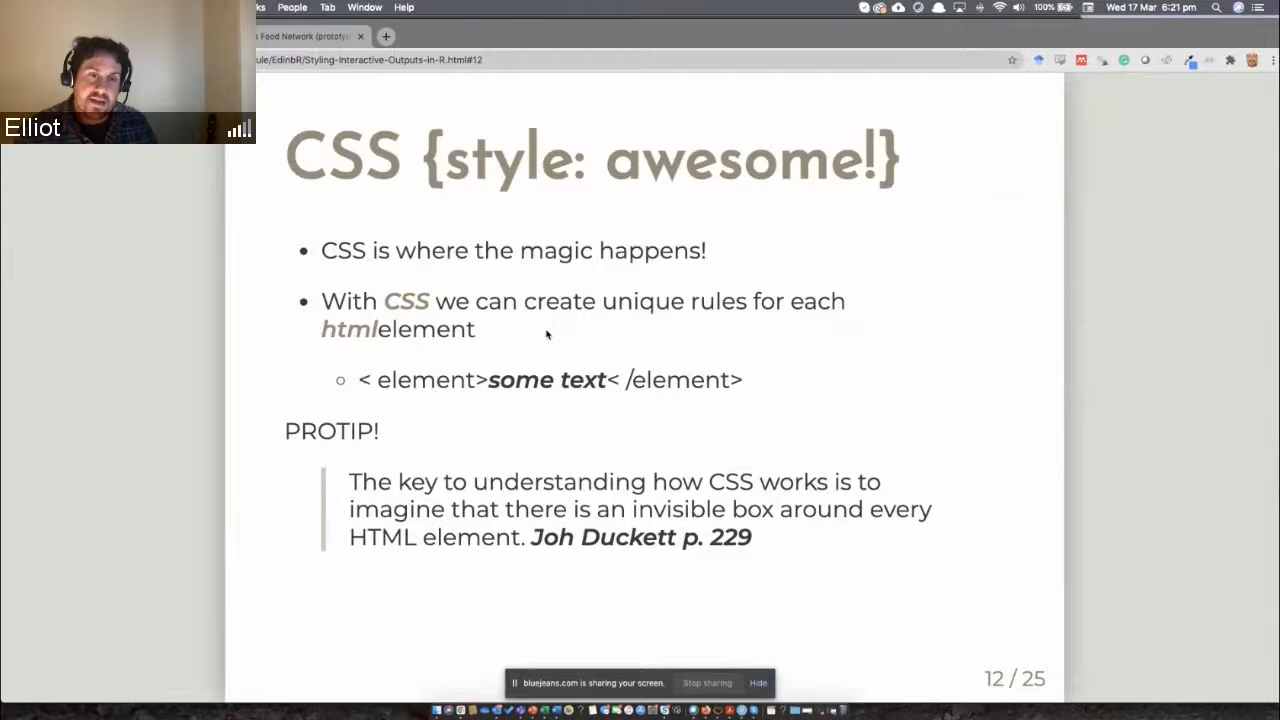 ks People Tab Window Help
100% Wed 17 Mar 6:21 pm
s Food Network (prototyp
ule/EdinbR/Styling-Interactive-Outputs-in-R.html#12
Elliot
CSS {style: awesome!}
• CSS is where the magic happens!
• With CSS we can create unique rules for each
htmlelement
○ < element>some text< /element>
PROTIP!
The key to understanding how CSS works is to
imagine that there is an invisible box around every
HTML element. Joh Duckett p. 229
12 / 25
bluejeans.com is sharing your screen. Stop sharing Hide